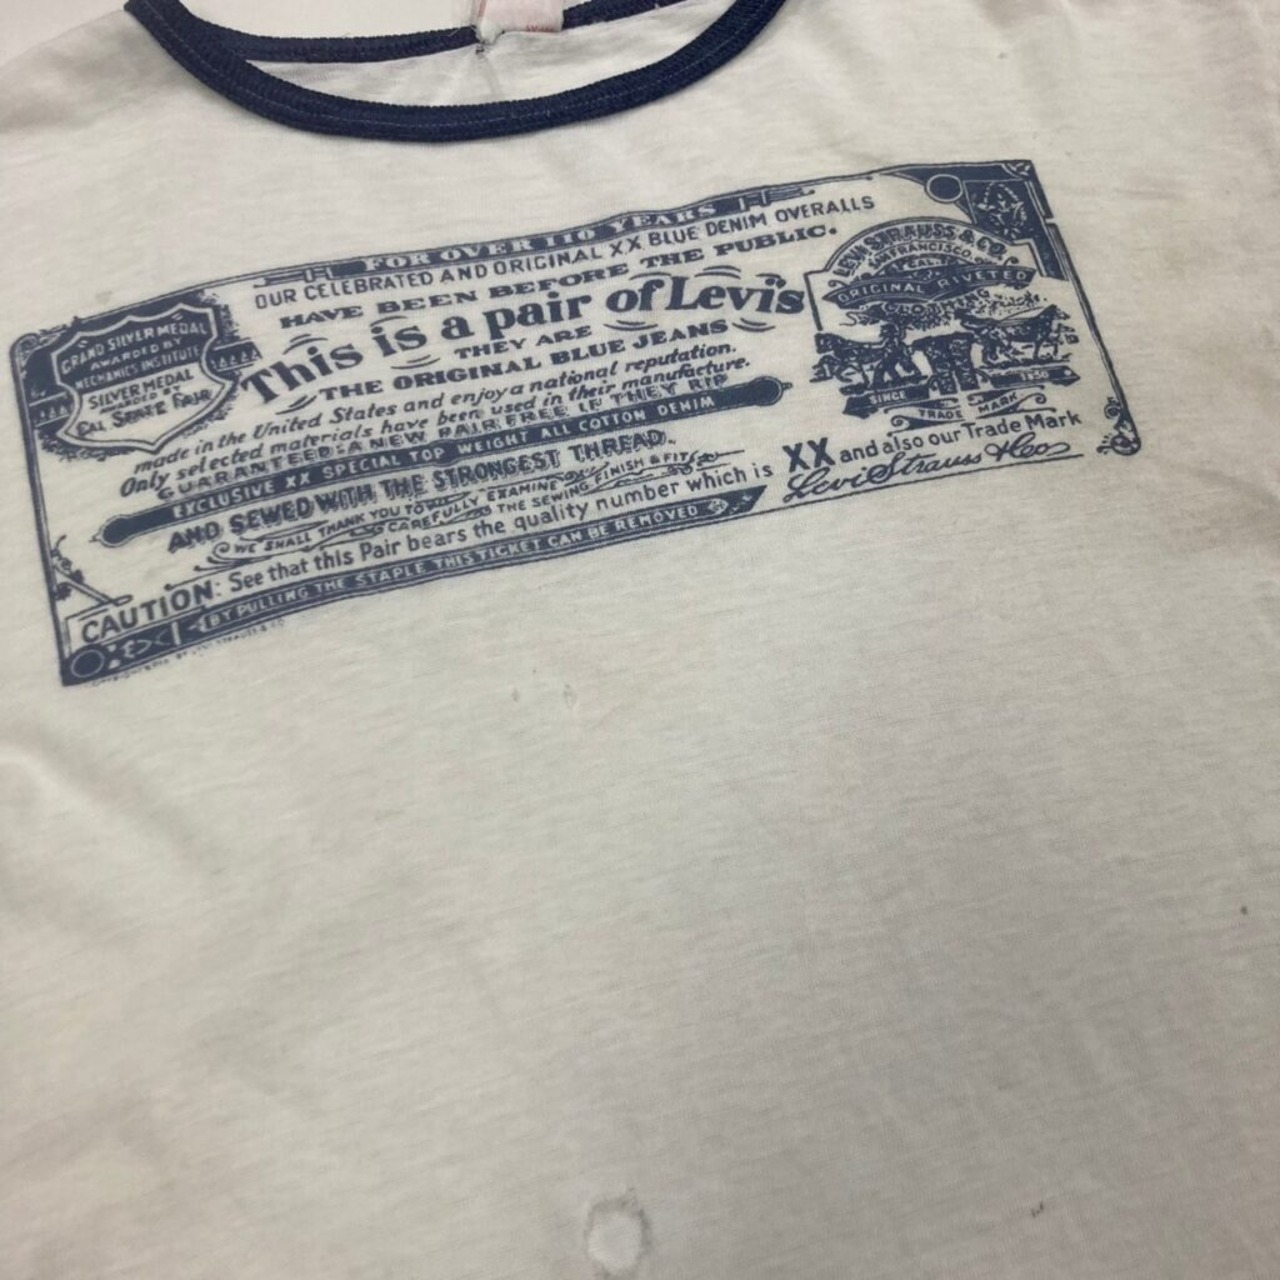 FOR OVER 110 YEARS
OUR CELEBRATED AND ORIGINAL XX BLUE DENIM OVERALLS
HAVE BEEN BEFORE THE PUBLIC.
This is a pair of Levi's
THEY ARE
THE ORIGINAL BLUE JEANS
made in the United States and enjoy a national reputation.
Only selected materials have been used in their manufacture.
GUARANTEED: A NEW PAIR FREE IF THEY RIP
EXCLUSIVE XX SPECIAL TOP WEIGHT ALL COTTON DENIM
AND SEWED WITH THE STRONGEST THREAD.
WE SHALL THANK YOU TO CAREFULLY EXAMINE THE SEWING FINISH & FIT
CAUTION: See that this Pair bears the quality number which is XX and also our Trade Mark
Levi Strauss & Co
BY PULLING THE STAPLE THIS TICKET CAN BE REMOVED
GRAND SILVER MEDAL
AWARDED BY
MECHANICS INSTITUTE
SILVER MEDAL
AWARDED BY
CAL STATE FAIR
LEVI STRAUSS & CO.
SAN FRANCISCO
CAL.
ORIGINAL RIVETED
CLOTHING
SINCE 1850
TRADE MARK